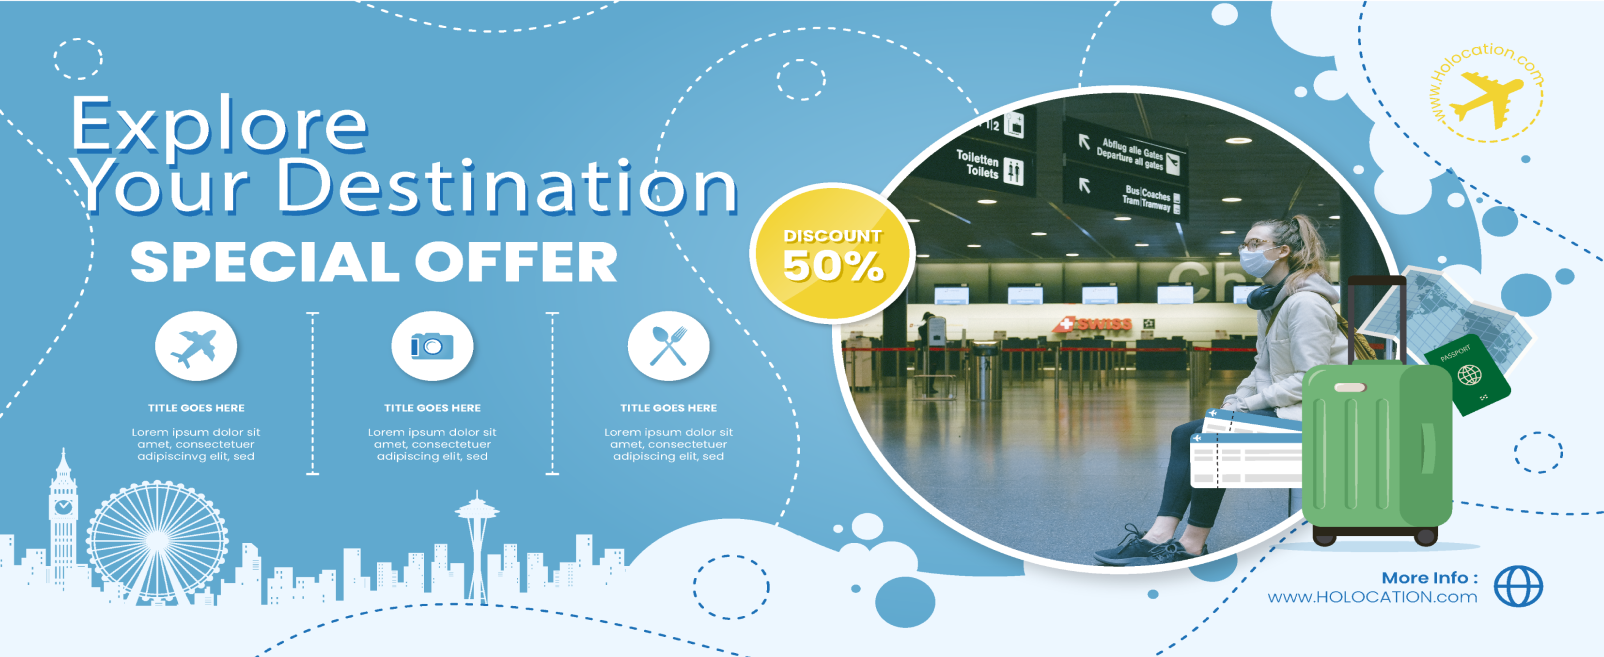 Explore
Your Destination
SPECIAL OFFER
TITLE GOES HERE
Lorem ipsum dolor sit
amet, consectetuer
adipiscinvg elit, sed
TITLE GOES HERE
Lorem ipsum dolor sit
amet, consectetuer
adipiscing elit, sed
TITLE GOES HERE
Lorem ipsum dolor sit
amet, consectetuer
adipiscing elit, sed
DISCOUNT
50%
Toiletten
Toilets
Abflug alle Gates
Departure all gates
Bus|Coaches
Tram|Tramway
Ch
SWISS
www.Holocation.com
PASSPORT
More Info :
www.HOLOCATION.com